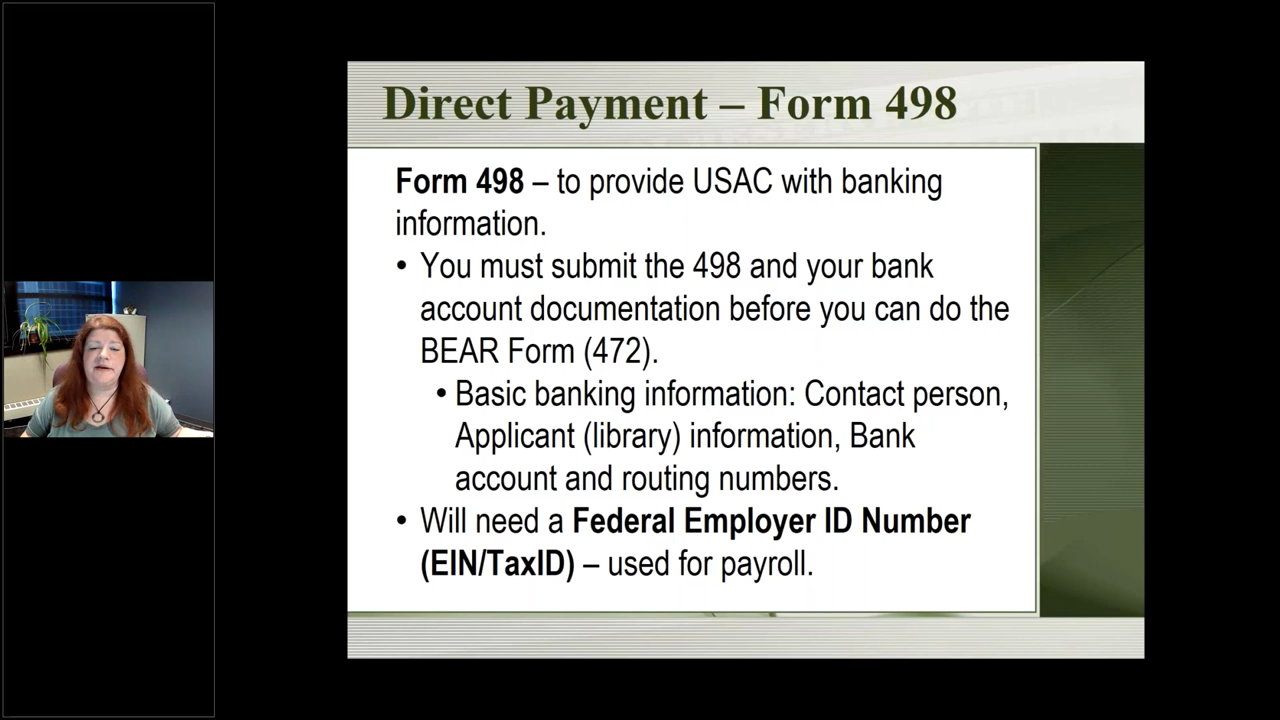 Direct Payment – Form 498
Form 498 – to provide USAC with banking
information.
• You must submit the 498 and your bank
account documentation before you can do the
BEAR Form (472).
• Basic banking information: Contact person,
Applicant (library) information, Bank
account and routing numbers.
• Will need a Federal Employer ID Number
(EIN/TaxID) – used for payroll.